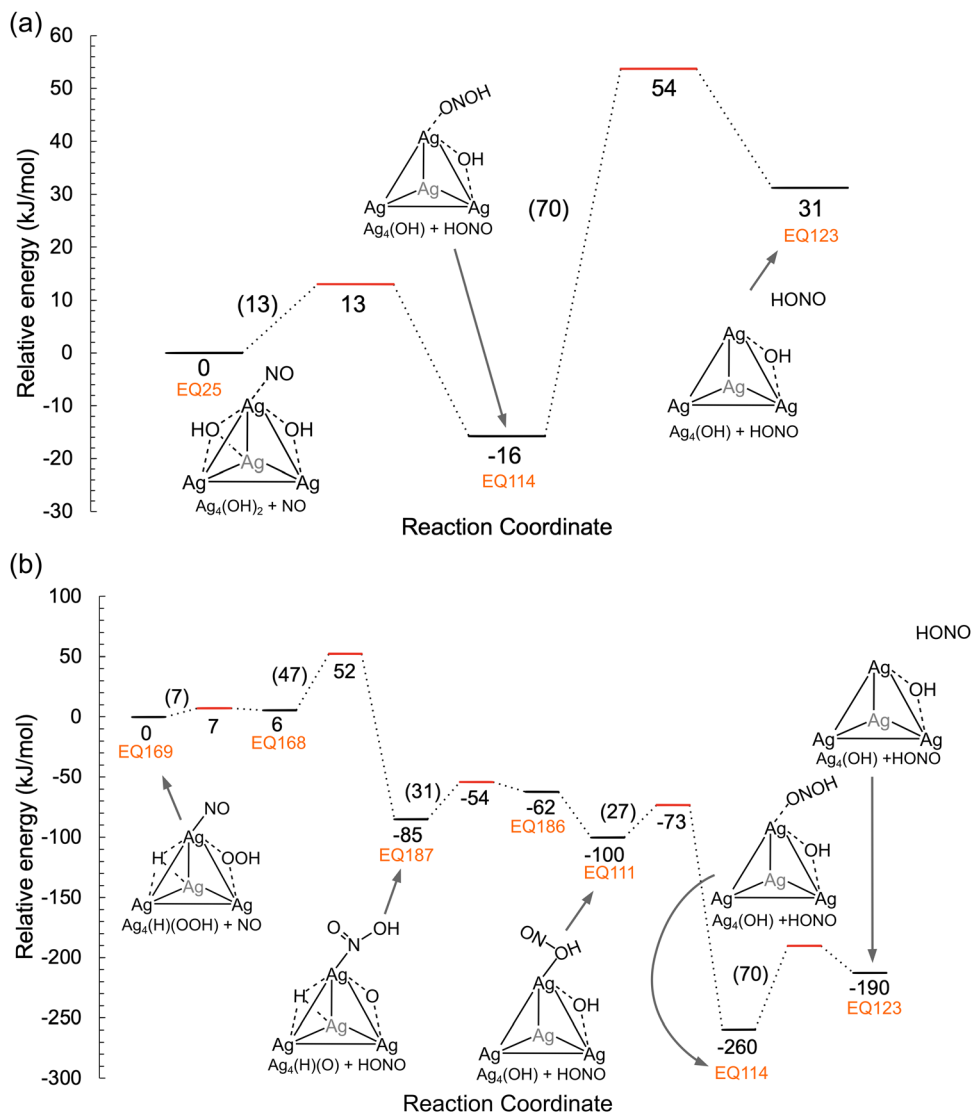 (a)
Relative energy (kJ/mol)
60
50
40
30
20
10
0
-10
-20
-30
0
EQ25
(13)
13
-16
EQ114
(70)
54
31
EQ123
NO
HO
Ag
OH
Ag
Ag
Ag
Ag₄(OH)₂ + NO
ONOH
Ag
OH
Ag
Ag
Ag
Ag₄(OH) + HONO
HONO
Ag
OH
Ag
Ag
Ag
Ag₄(OH) + HONO
Reaction Coordinate
(b)
Relative energy (kJ/mol)
100
50
0
-50
-100
-150
-200
-250
-300
0
EQ169
(7)
7
6
EQ168
(47)
52
-85
EQ187
(31)
-54
-62
EQ186
-100
EQ111
(27)
-73
-260
EQ114
(70)
-190
EQ123
NO
Ag
H
OOH
Ag
Ag
Ag
Ag₄(H)(OOH) + NO
O
N
OH
Ag
H
O
Ag
Ag
Ag
Ag₄(H)(O) + HONO
ON
OH
Ag
OH
Ag
Ag
Ag
Ag₄(OH) + HONO
ONOH
Ag
OH
Ag
Ag
Ag
Ag₄(OH) +HONO
HONO
Ag
OH
Ag
Ag
Ag
Ag₄(OH) +HONO
Reaction Coordinate